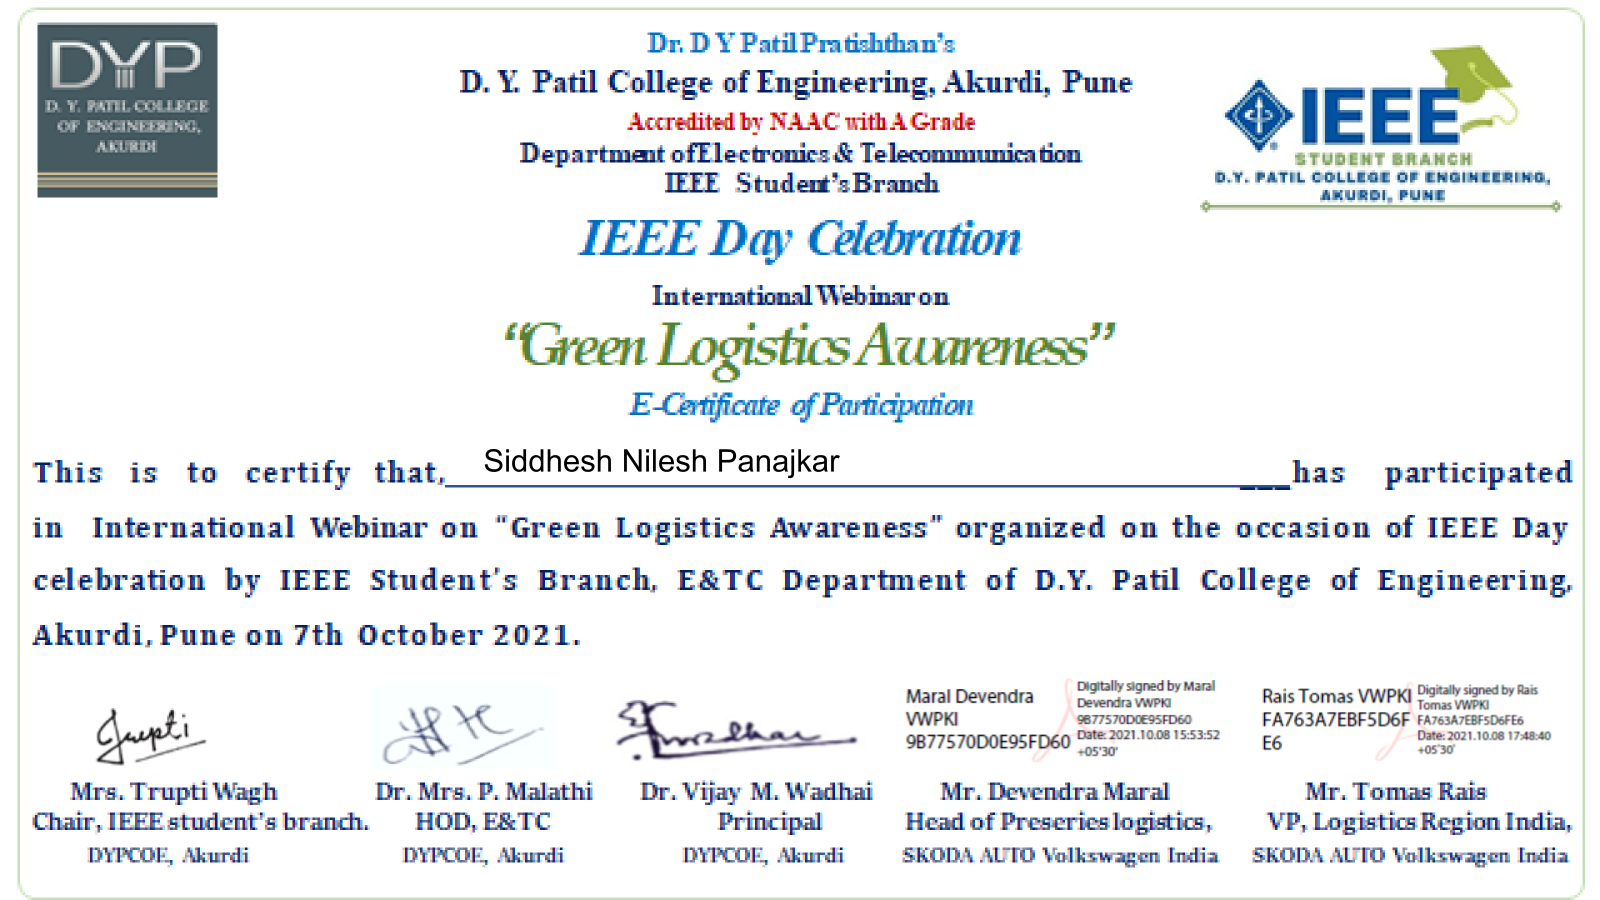 DYP
D. Y. PATIL COLLEGE
OF ENGINEERING,
AKURDI
Dr. D Y Patil Pratishthan's
D. Y. Patil College of Engineering, Akurdi, Pune
Accredited by NAAC with A Grade
Department of Electronics & Telecommunication
IEEE Student's Branch
IEEE
STUDENT BRANCH
D.Y. PATIL COLLEGE OF ENGINEERING,
AKURDI, PUNE
IEEE Day Celebration
International Webinar on
“Green Logistics Awareness”
E-Certificate of Participation
This is to certify that, Siddhesh Nilesh Panajkar ___has participated
in International Webinar on “Green Logistics Awareness” organized on the occasion of IEEE Day
celebration by IEEE Student's Branch, E&TC Department of D.Y. Patil College of Engineering,
Akurdi, Pune on 7th October 2021.
Maral Devendra
VWPKI
9B77570D0E95FD60
Digitally signed by Maral
Devendra VWPKI
9B77570D0E95FD60
Date: 2021.10.08 15:53:52
+05'30'
Rais Tomas VWPKI
FA763A7EBF5D6F
E6
Digitally signed by Rais
Tomas VWPKI
FA763A7EBF5D6FE6
Date: 2021.10.08 17:48:40
+05'30'
Mrs. Trupti Wagh
Chair, IEEE student's branch.
DYPCOE, Akurdi
Dr. Mrs. P. Malathi
HOD, E&TC
DYPCOE, Akurdi
Dr. Vijay M. Wadhai
Principal
DYPCOE, Akurdi
Mr. Devendra Maral
Head of Preseries logistics,
SKODA AUTO Volkswagen India
Mr. Tomas Rais
VP, Logistics Region India,
SKODA AUTO Volkswagen India